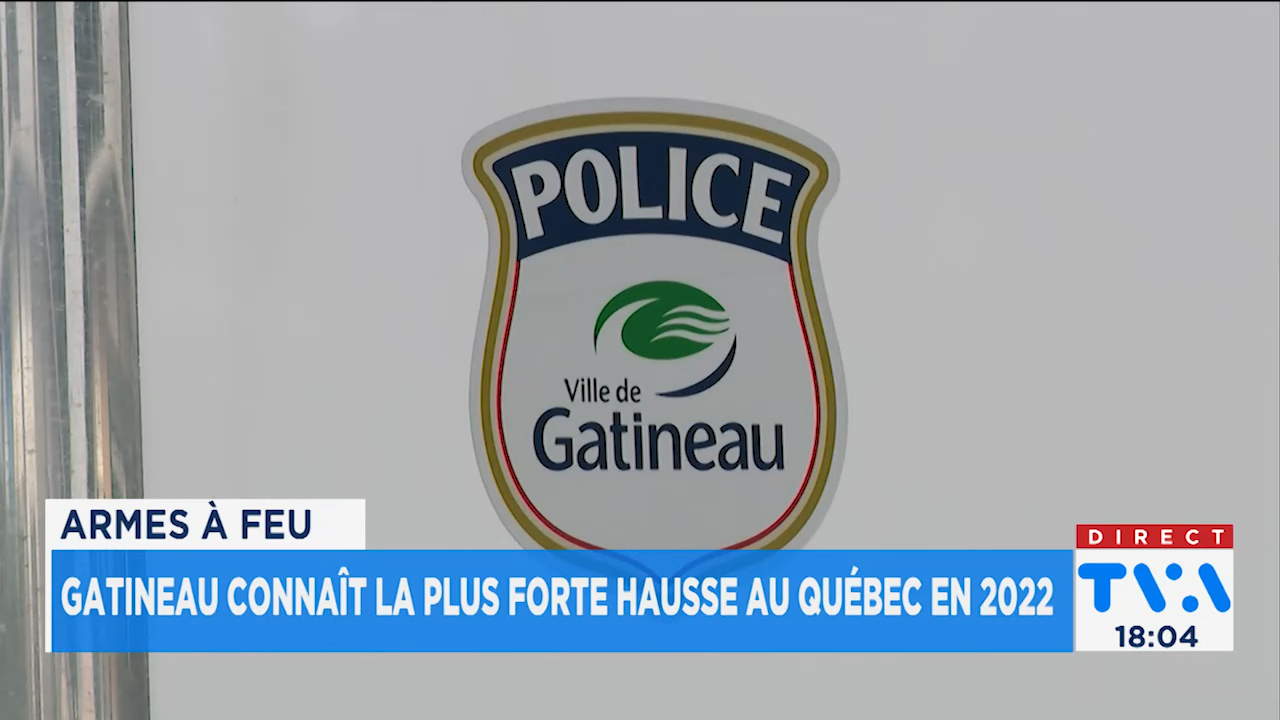 POLICE
Ville de
Gatineau
ARMES À FEU
GATINEAU CONNAÎT LA PLUS FORTE HAUSSE AU QUÉBEC EN 2022
DIRECT
TVA
18:04